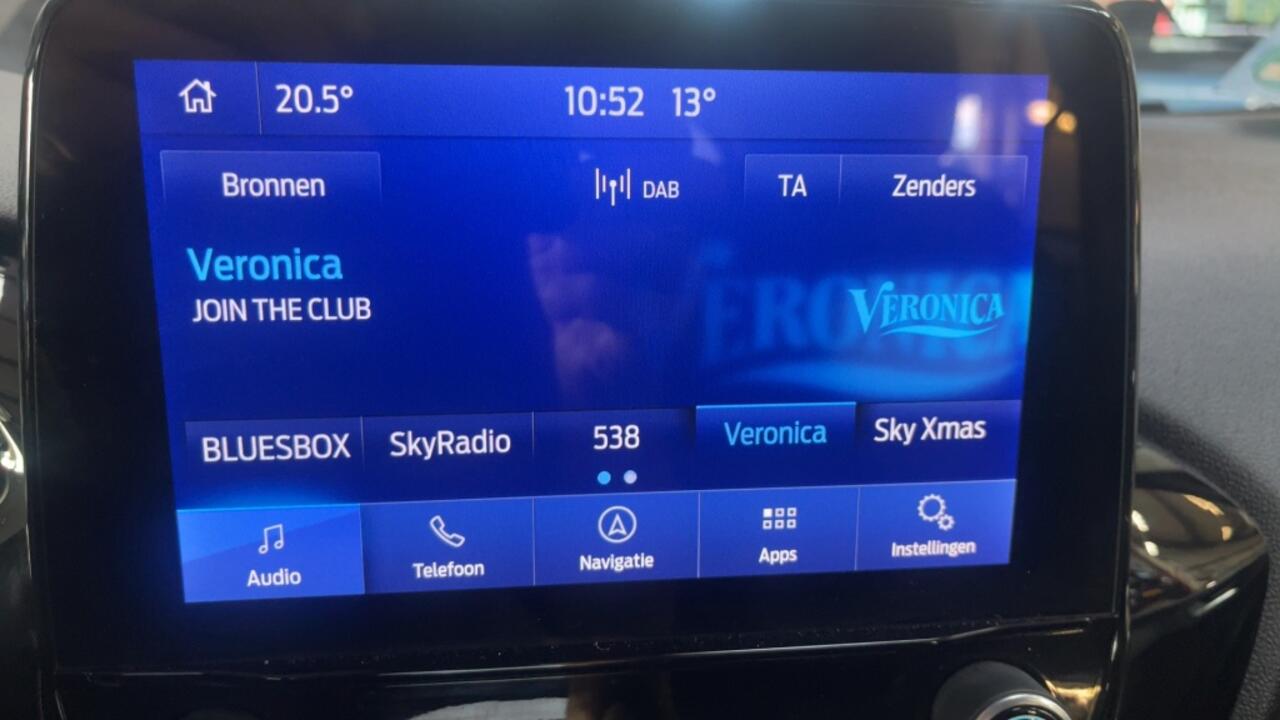 20.5° 10:52 13°
Bronnen DAB TA Zenders
Veronica
JOIN THE CLUB
VERONICA
BLUESBOX SkyRadio 538 Veronica Sky Xmas
Audio Telefoon Navigatie Apps Instellingen